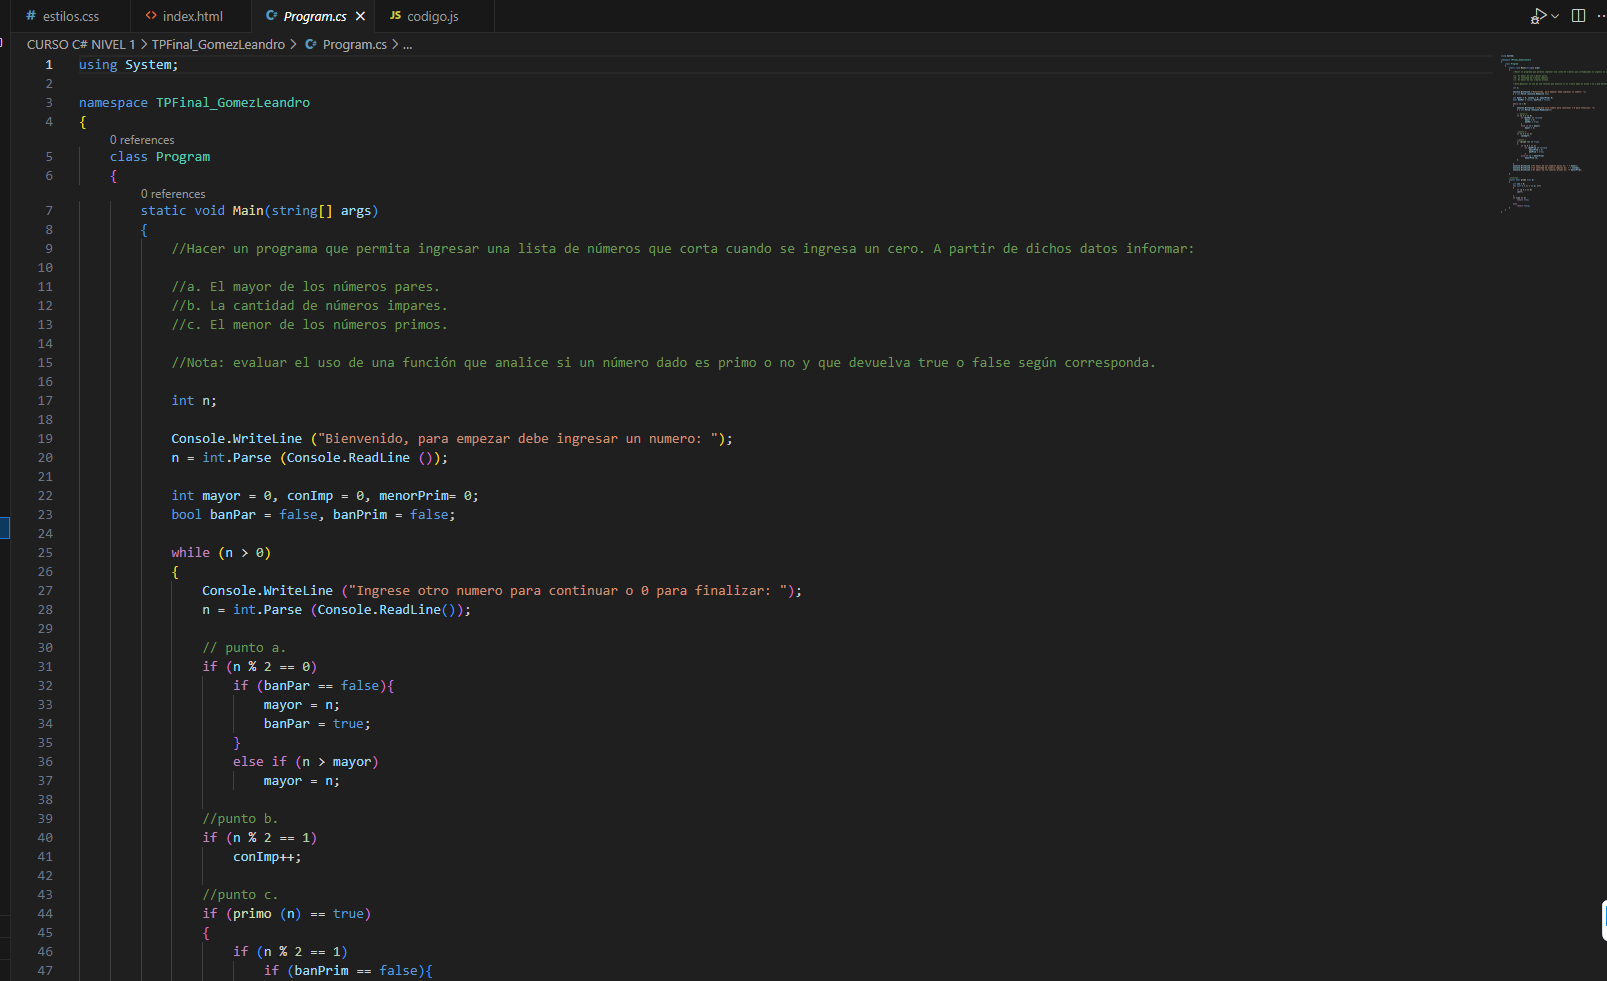 # estilos.css <> index.html C# Program.cs × JS codigo.js
CURSO C# NIVEL 1 > TPFinal_GomezLeandro > C# Program.cs > ...
1 using System;
2
3 namespace TPFinal_GomezLeandro
4 {
0 references
5 class Program
6 {
0 references
7 static void Main(string[] args)
8 {
9 //Hacer un programa que permita ingresar una lista de números que corta cuando se ingresa un cero. A partir de dichos datos informar:
10
11 //a. El mayor de los números pares.
12 //b. La cantidad de números impares.
13 //c. El menor de los números primos.
14
15 //Nota: evaluar el uso de una función que analice si un número dado es primo o no y que devuelva true o false según corresponda.
16
17 int n;
18
19 Console.WriteLine ("Bienvenido, para empezar debe ingresar un numero: ");
20 n = int.Parse (Console.ReadLine ());
21
22 int mayor = 0, conImp = 0, menorPrim= 0;
23 bool banPar = false, banPrim = false;
24
25 while (n > 0)
26 {
27 Console.WriteLine ("Ingrese otro numero para continuar o 0 para finalizar: ");
28 n = int.Parse (Console.ReadLine());
29
30 // punto a.
31 if (n % 2 == 0)
32 if (banPar == false){
33 mayor = n;
34 banPar = true;
35 }
36 else if (n > mayor)
37 mayor = n;
38
39 //punto b.
40 if (n % 2 == 1)
41 conImp++;
42
43 //punto c.
44 if (primo (n) == true)
45 {
46 if (n % 2 == 1)
47 if (banPrim == false){